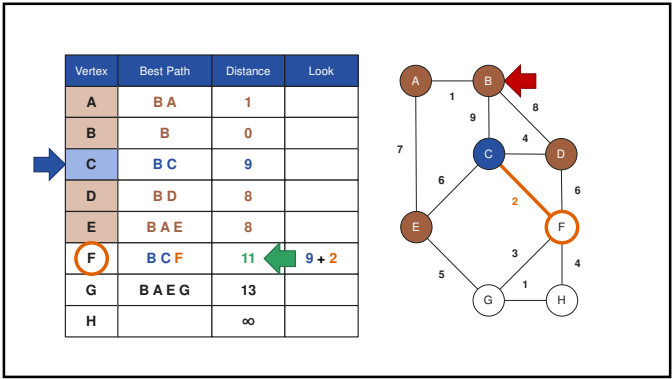 Vertex Best Path Distance Look
A B A 1
B B 0
C B C 9
D B D 8
E B A E 8
F B C F 11 9 + 2
G B A E G 13
H ∞
A B
1
8
9
4
7
C D
6
2
6
E F
3
4
5
1
G H